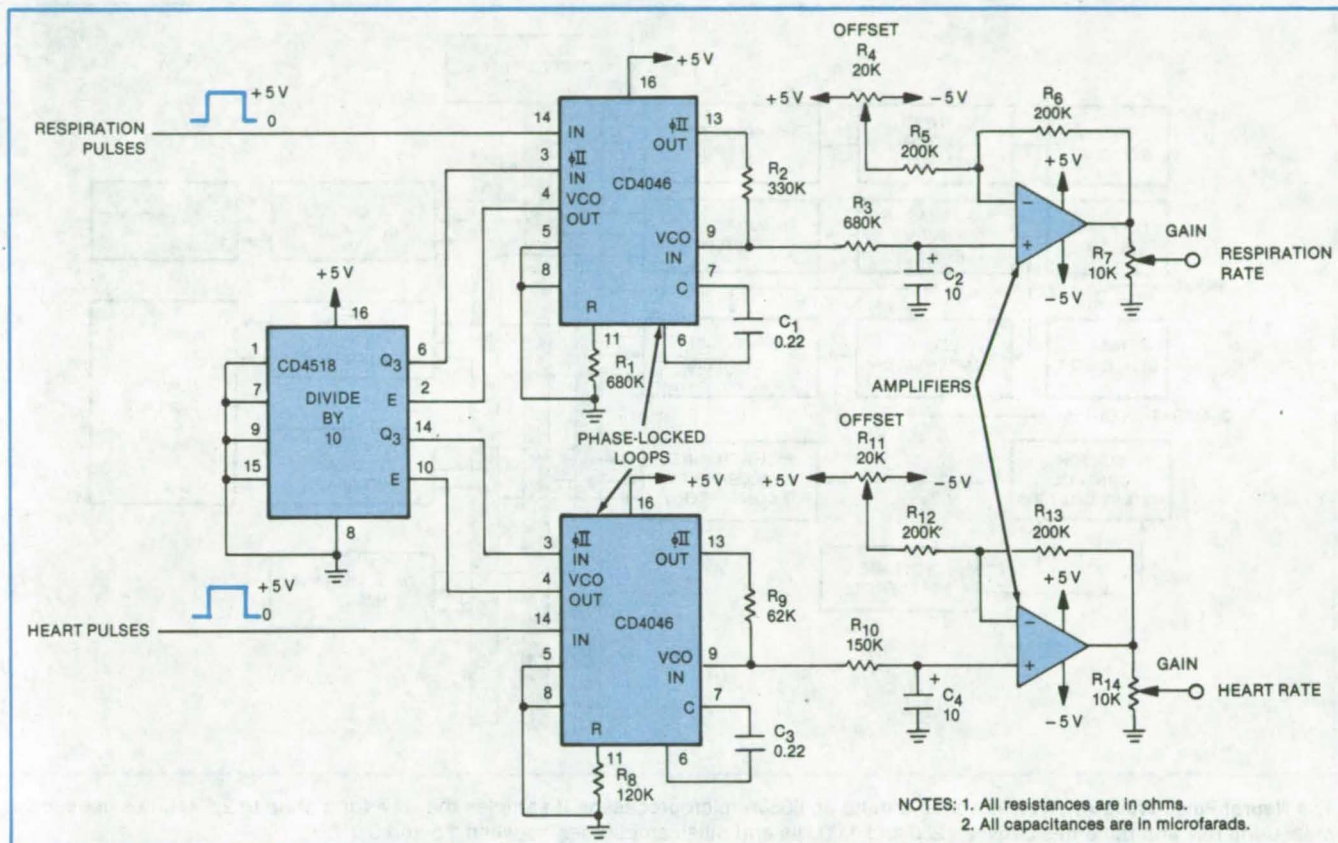 OFFSET
R4
20K
+5 V
-5 V
+5 V
16
R6
200K
+5 V
0
RESPIRATION
PULSES
14
IN
ϕII
OUT
13
R5
200K
3
ϕII
IN
R2
330K
+5 V
4
VCO
OUT
CD4046
R3
680K
5
VCO
IN
9
8
7
C
R
11
6
R1
680K
C1
0.22
+
C2
10
-
+
-5 V
R7
10K
GAIN
RESPIRATION
RATE
+5 V
16
1
CD4518
Q3
6
7
DIVIDE
BY
10
E
2
9
Q3
14
15
E
10
8
PHASE-LOCKED
LOOPS
AMPLIFIERS
OFFSET
R11
20K
+5 V
+5 V
-5 V
16
R12
200K
R13
200K
3
ϕII
IN
ϕII
OUT
13
4
VCO
OUT
R9
62K
+5 V
0
HEART PULSES
14
IN
CD4046
R10
150K
5
VCO
IN
9
8
C
7
R
11
6
R8
120K
C3
0.22
+
C4
10
-
+
+5 V
-5 V
R14
10K
GAIN
HEART RATE
NOTES: 1. All resistances are in ohms.
2. All capacitances are in microfarads.